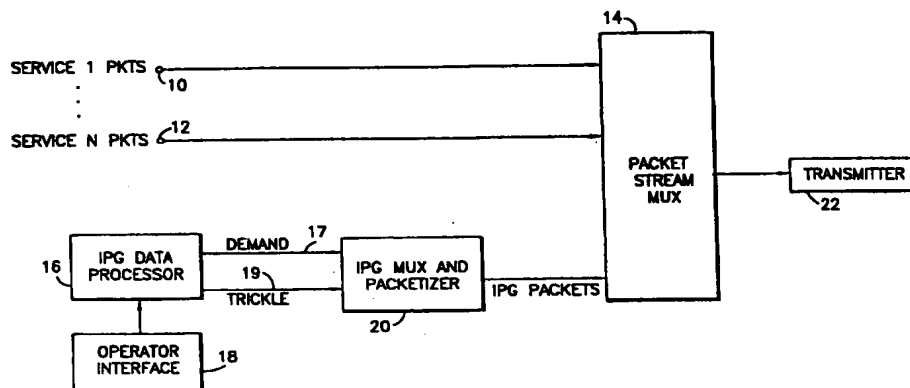 14
SERVICE 1 PKTS
10
SERVICE N PKTS
12
PACKET
STREAM
MUX
TRANSMITTER
22
16
IPG DATA
PROCESSOR
DEMAND
17
19
TRICKLE
IPG MUX AND
PACKETIZER
20
IPG PACKETS
OPERATOR
INTERFACE
18